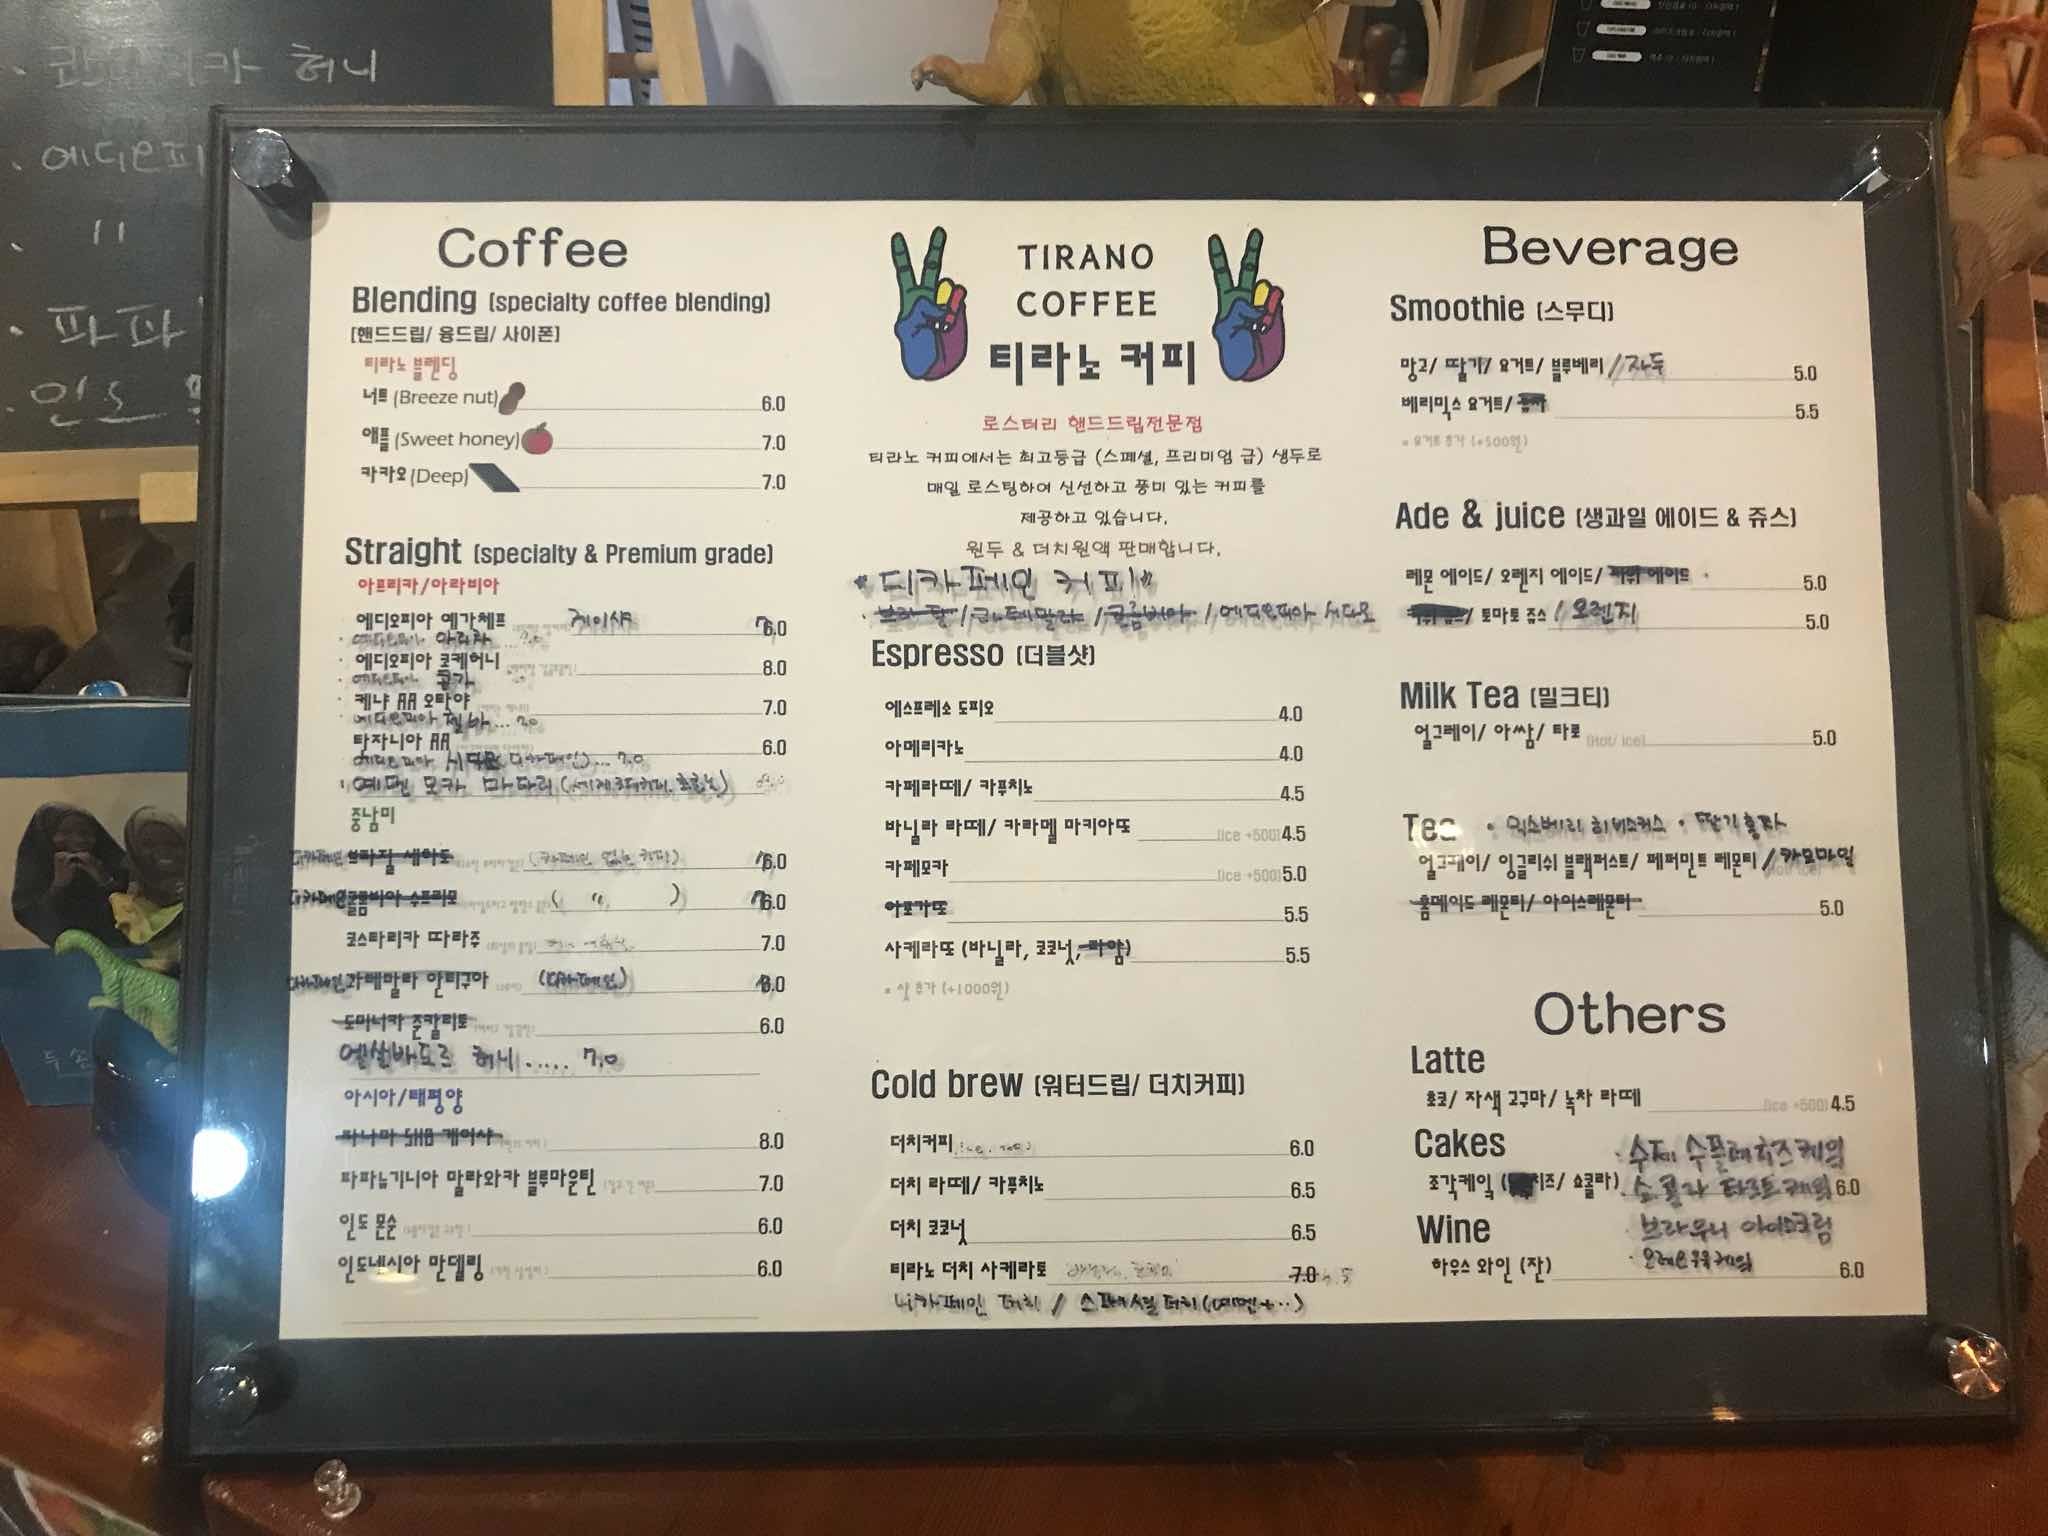 콴
허니
에디오피
"
파파
인도
Coffee
Blending (specialty coffee blending)
[핸드드립/ 융드립/ 사이폰]
티라노 블렌딩
너트 (Breeze nut) 6.0
애플 (Sweet honey) 7.0
카카오 (Deep) 7.0
Straight (specialty & Premium grade)
아프리카/아라비아
에디오피아 예가체프 게이샤 6.0
에디오피아 아리차 ... 7.0
에디오피아 코케허니 8.0
에디오피아 콩가
케냐 AA 오타야 7.0
에디오피아 첼바 ... 7.0
탄자니아 AA 6.0
에디오피아 시다모 (디카페인) ... 7.0
예멘 모카 마타리 (세계3대커피,
중남미
디카페인 브라질 세하도 (카페인 없는 커피) 6.0
디카페인 콜롬비아 수프리모 ( " ) 6.0
코스타리카 따라주 7.0
디카페인 과테말라 안티구아 (디카페인)
도미니카 준칼리토 6.0
엘살바도르 허니 ..... 7.0
아시아/태평양
파나마 SHB 게이샤 8.0
파파뉴기니아 말라와카 블루마운틴 7.0
인도 몬순 6.0
인도네시아 만델링 6.0
TIRANO
COFFEE
티라노 커피
로스터리 핸드드립전문점
티라노 커피에서는 최고등급 (스페셜, 프리미엄 급) 생두로
매일 로스팅하여 신선하고 풍미 있는 커피를
제공하고 있습니다.
원두 & 더치원액 판매합니다.
"디카페인 커피"
· 브라질 / 과테말라 / 콜롬비아 / 에디오피아 시다모
Espresso (더블샷)
에스프레소 도피오 4.0
아메리카노 4.0
카페라떼/ 카푸치노 4.5
바닐라 라떼/ 카라멜 마키아또 (Ice +500) 4.5
카페모카 (Ice +500) 5.0
아포가또 5.5
사케라또 (바닐라, 코코넛, 5.5
* 샷 추가 (+1000원)
Cold brew (워터드립/ 더치커피)
더치커피 6.0
더치 라떼/ 카푸치노 6.5
더치 코코넛 6.5
티라노 더치 사케라또 7.0
디카페인 더치 / 스페셜 더치
Beverage
Smoothie (스무디)
망고/ 딸기/ 요거트/ 블루베리 / 자두 5.0
베리믹스 요거트/ 5.5
* 요거트 추가 (+500원)
Ade & juice (생과일 에이드 & 쥬스)
레몬 에이드/ 오렌지 에이드/ 키위 에이드 5.0
토마토 쥬스 / 오렌지 5.0
Milk Tea (밀크티)
얼그레이/ 아쌈/ 타로 (Hot/ Ice) 5.0
Tea · 믹스베리 히비스커스 · 딸기홍차
얼그레이/ 잉글리쉬 블랙퍼스트/ 페퍼민트 레몬티 / 카모마일
홈메이드 레몬티/ 아이스레몬티 5.0
Others
Latte
초코/ 자색 고구마/ 녹차 라떼 (Ice +500) 4.5
Cakes · 수제 수플레치즈케익
조각케익 ( 치즈/ 쇼콜라) · 쇼콜라 타르트케익 6.0
Wine · 브라우니 아이스크림
하우스 와인 (잔) 6.0